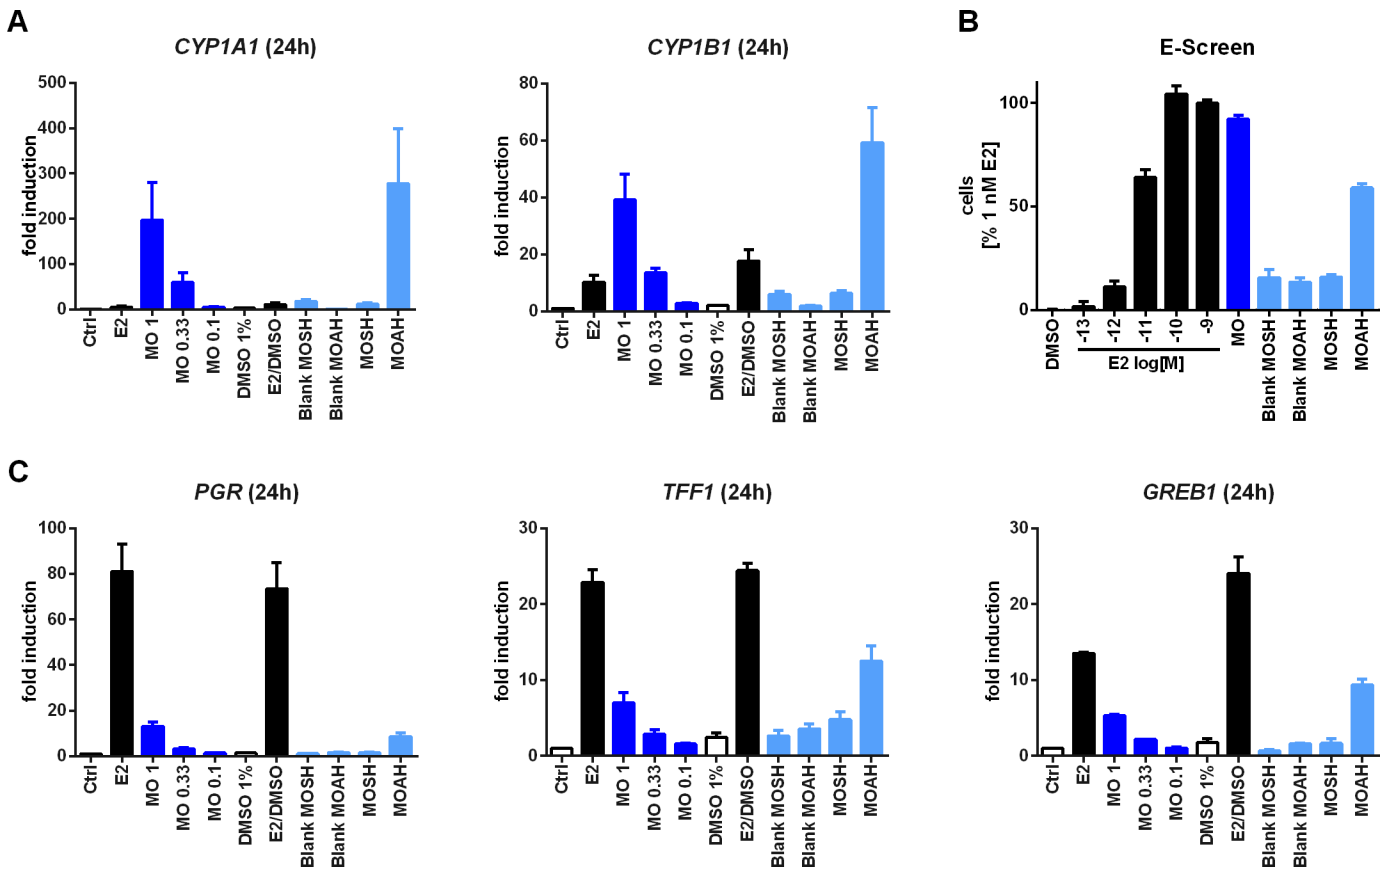 A
CYP1A1 (24h)
fold induction
500
400
300
200
100
0
Ctrl
E2
MO 1
MO 0.33
MO 0.1
DMSO 1%
E2/DMSO
Blank MOSH
Blank MOAH
MOSH
MOAH
CYP1B1 (24h)
fold induction
80
60
40
20
0
Ctrl
E2
MO 1
MO 0.33
MO 0.1
DMSO 1%
E2/DMSO
Blank MOSH
Blank MOAH
MOSH
MOAH
B
E-Screen
cells
[% 1 nM E2]
100
50
0
DMSO
-13
-12
-11
-10
-9
MO
Blank MOSH
Blank MOAH
MOSH
MOAH
E2 log[M]
C
PGR (24h)
fold induction
100
80
60
40
20
0
Ctrl
E2
MO 1
MO 0.33
MO 0.1
DMSO 1%
E2/DMSO
Blank MOSH
Blank MOAH
MOSH
MOAH
TFF1 (24h)
fold induction
30
20
10
0
Ctrl
E2
MO 1
MO 0.33
MO 0.1
DMSO 1%
E2/DMSO
Blank MOSH
Blank MOAH
MOSH
MOAH
GREB1 (24h)
fold induction
30
20
10
0
Ctrl
E2
MO 1
MO 0.33
MO 0.1
DMSO 1%
E2/DMSO
Blank MOSH
Blank MOAH
MOSH
MOAH